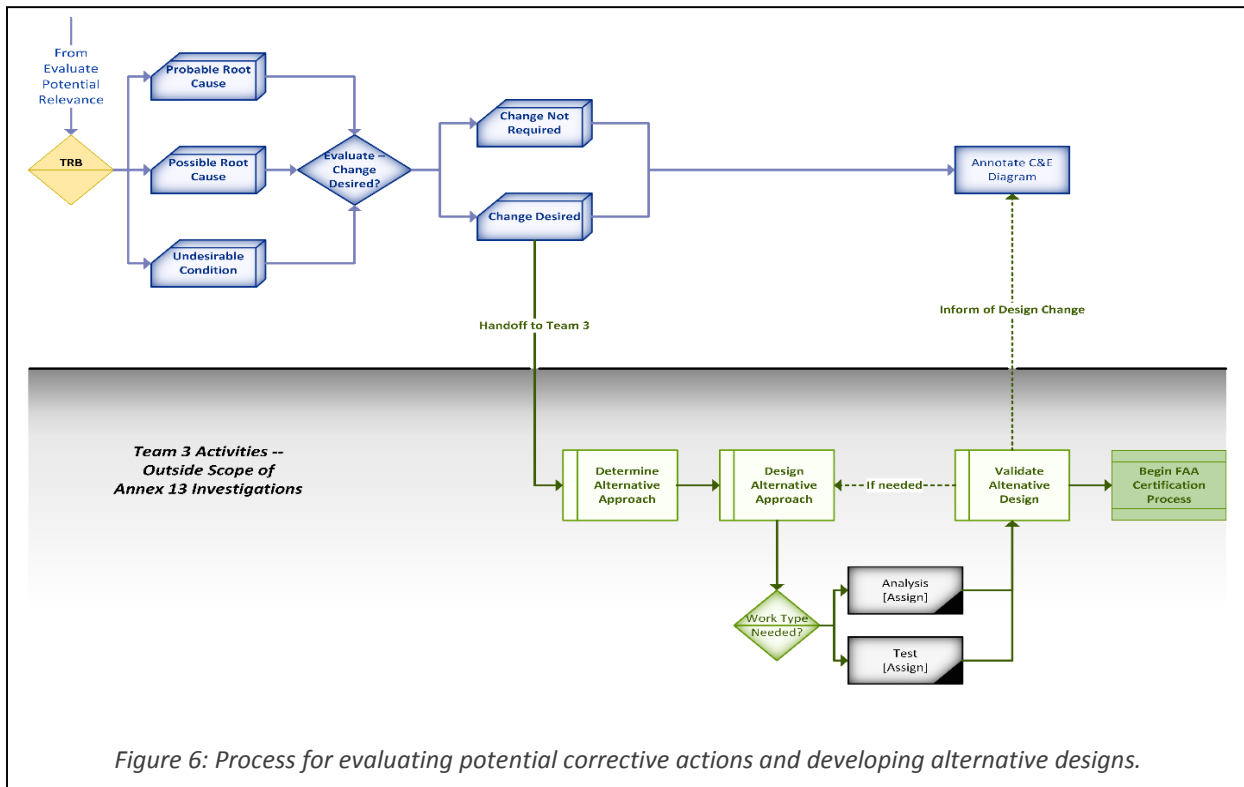 From
Evaluate
Potential
Relevance
TRB
Probable Root
Cause
Possible Root
Cause
Undesirable
Condition
Evaluate –
Change
Desired?
Change Not
Required
Change Desired
Annotate C&E
Diagram
Handoff to Team 3
Inform of Design Change
Team 3 Activities --
Outside Scope of
Annex 13 Investigations
Determine
Alternative
Approach
Design
Alternative
Approach
If needed
Validate
Altenative
Design
Begin FAA
Certification
Process
Work Type
Needed?
Analysis
[Assign]
Test
[Assign]
Figure 6: Process for evaluating potential corrective actions and developing alternative designs.